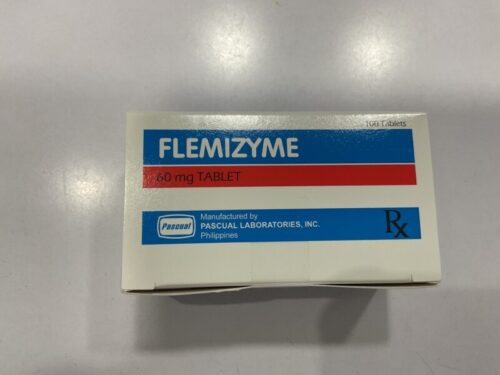 100 Tablets
FLEMIZYME
60 mg TABLET
Pascual
Manufactured by
PASCUAL LABORATORIES, INC.
Philippines
Rx